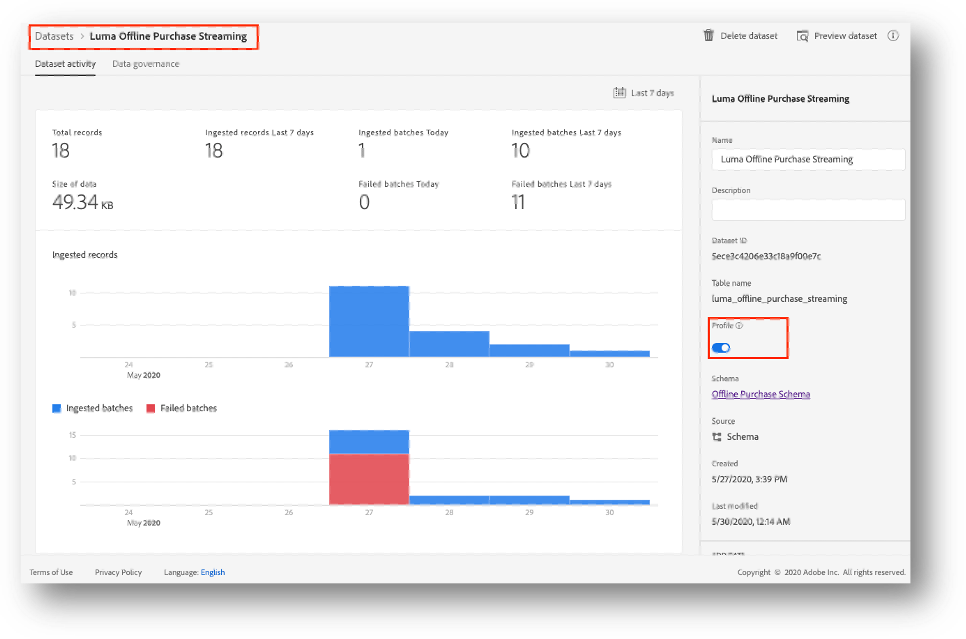 Datasets > Luma Offline Purchase Streaming
Delete dataset
Preview dataset
Dataset activity
Data governance
Last 7 days
Total records
18
Ingested records Last 7 days
18
Ingested batches Today
1
Ingested batches Last 7 days
10
Size of data
49.34 KB
Failed batches Today
0
Failed batches Last 7 days
11
Ingested records
10
5
24
25
26
27
28
29
30
May 2020
Ingested batches
Failed batches
15
10
5
24
25
26
27
28
29
30
May 2020
Luma Offline Purchase Streaming
Name
Luma Offline Purchase Streaming
Description
Dataset ID
5ece3c4206e33c18a9f00e7c
Table name
luma_offline_purchase_streaming
Profile
Schema
Offline Purchase Schema
Source
Schema
Created
5/27/2020, 3:39 PM
Last modified
5/30/2020, 12:14 AM
Terms of Use
Privacy Policy
Language: English
Copyright © 2020 Adobe Inc. All rights reserved.